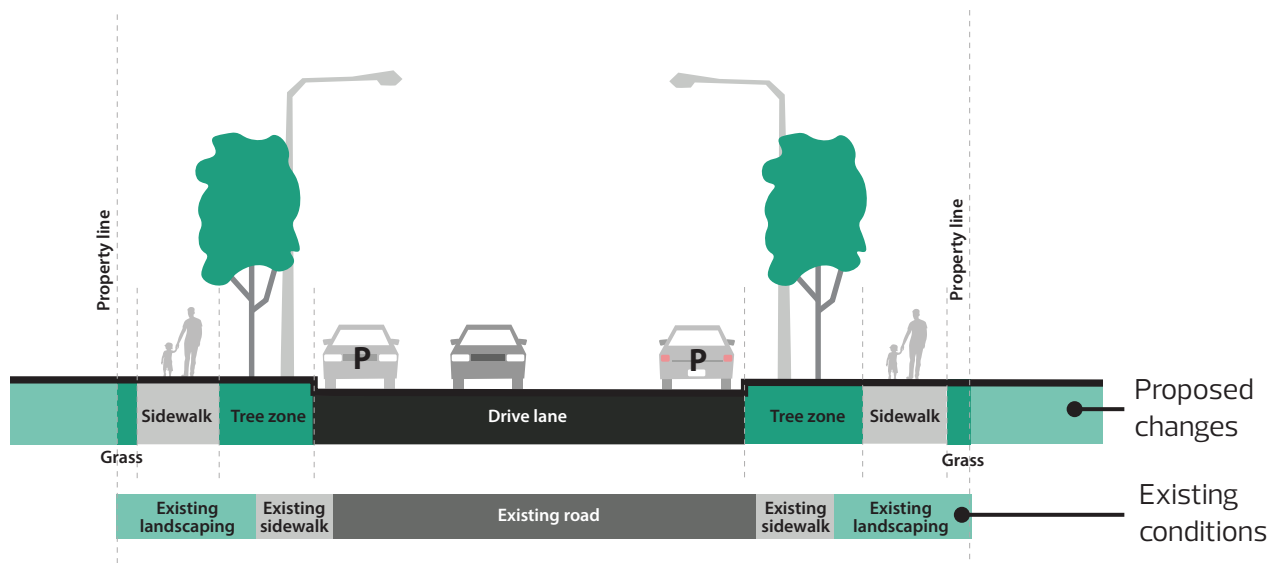 Property line
Property line
P
P
Sidewalk
Tree zone
Drive lane
Tree zone
Sidewalk
Proposed
changes
Grass
Grass
Existing
landscaping
Existing
sidewalk
Existing road
Existing
sidewalk
Existing
landscaping
Existing
conditions